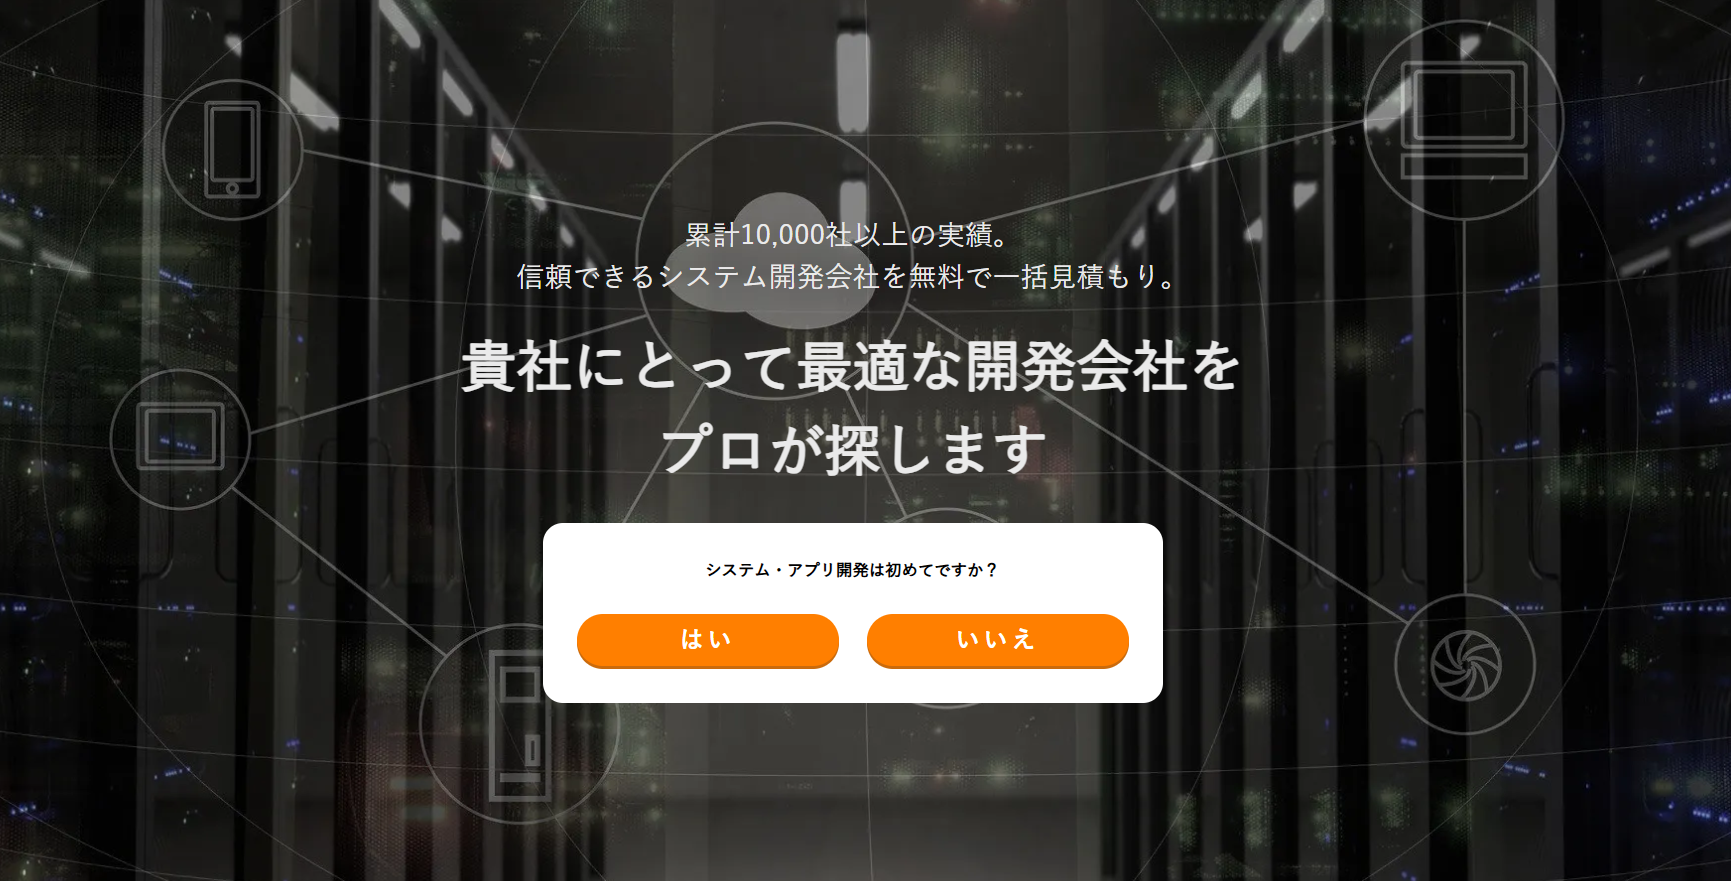 累計10,000社以上の実績。
信頼できるシステム開発会社を無料で一括見積もり。
貴社にとって最適な開発会社を
プロが探します
システム・アプリ開発は初めてですか？
はい
いいえ